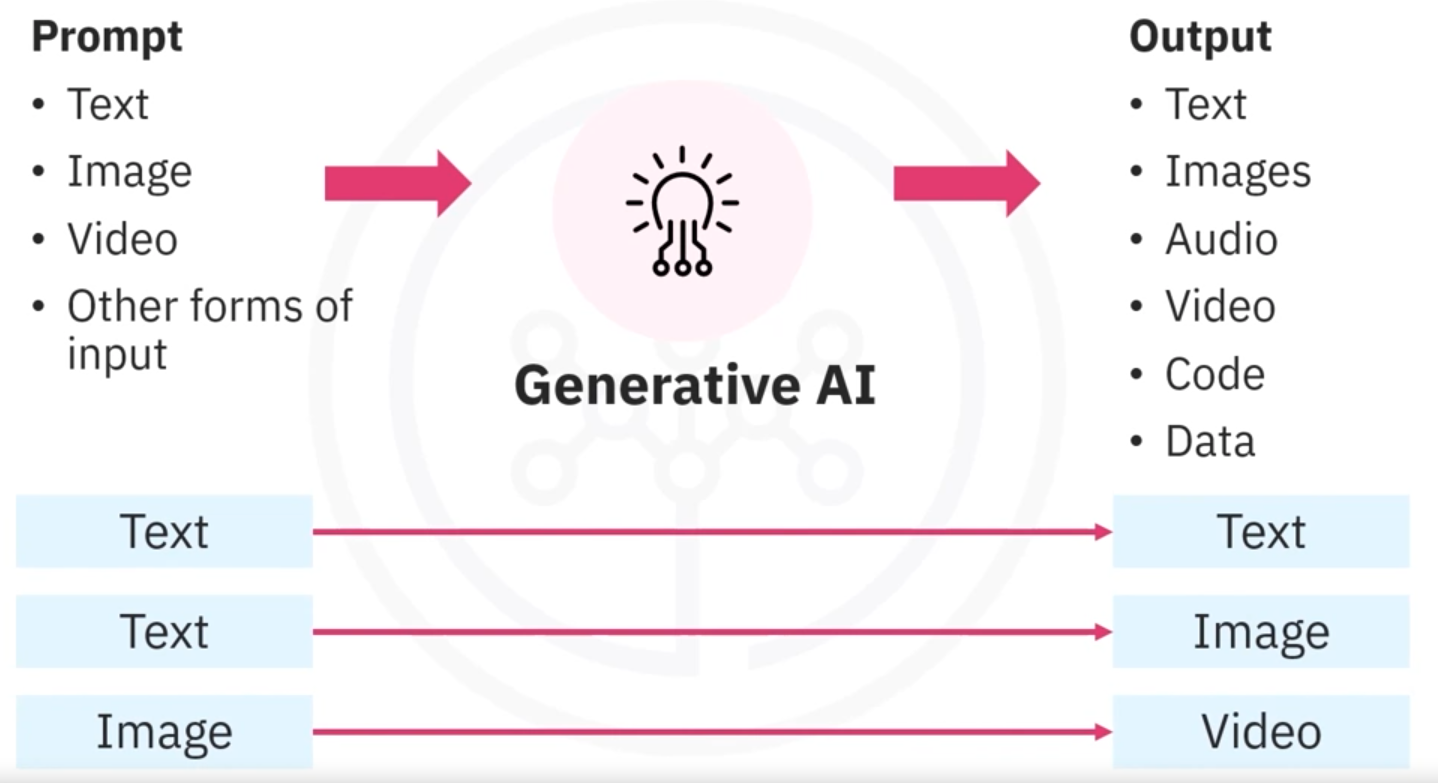 Prompt
• Text
• Image
• Video
• Other forms of
input
Generative AI
Output
• Text
• Images
• Audio
• Video
• Code
• Data
Text
Text
Text
Image
Image
Video